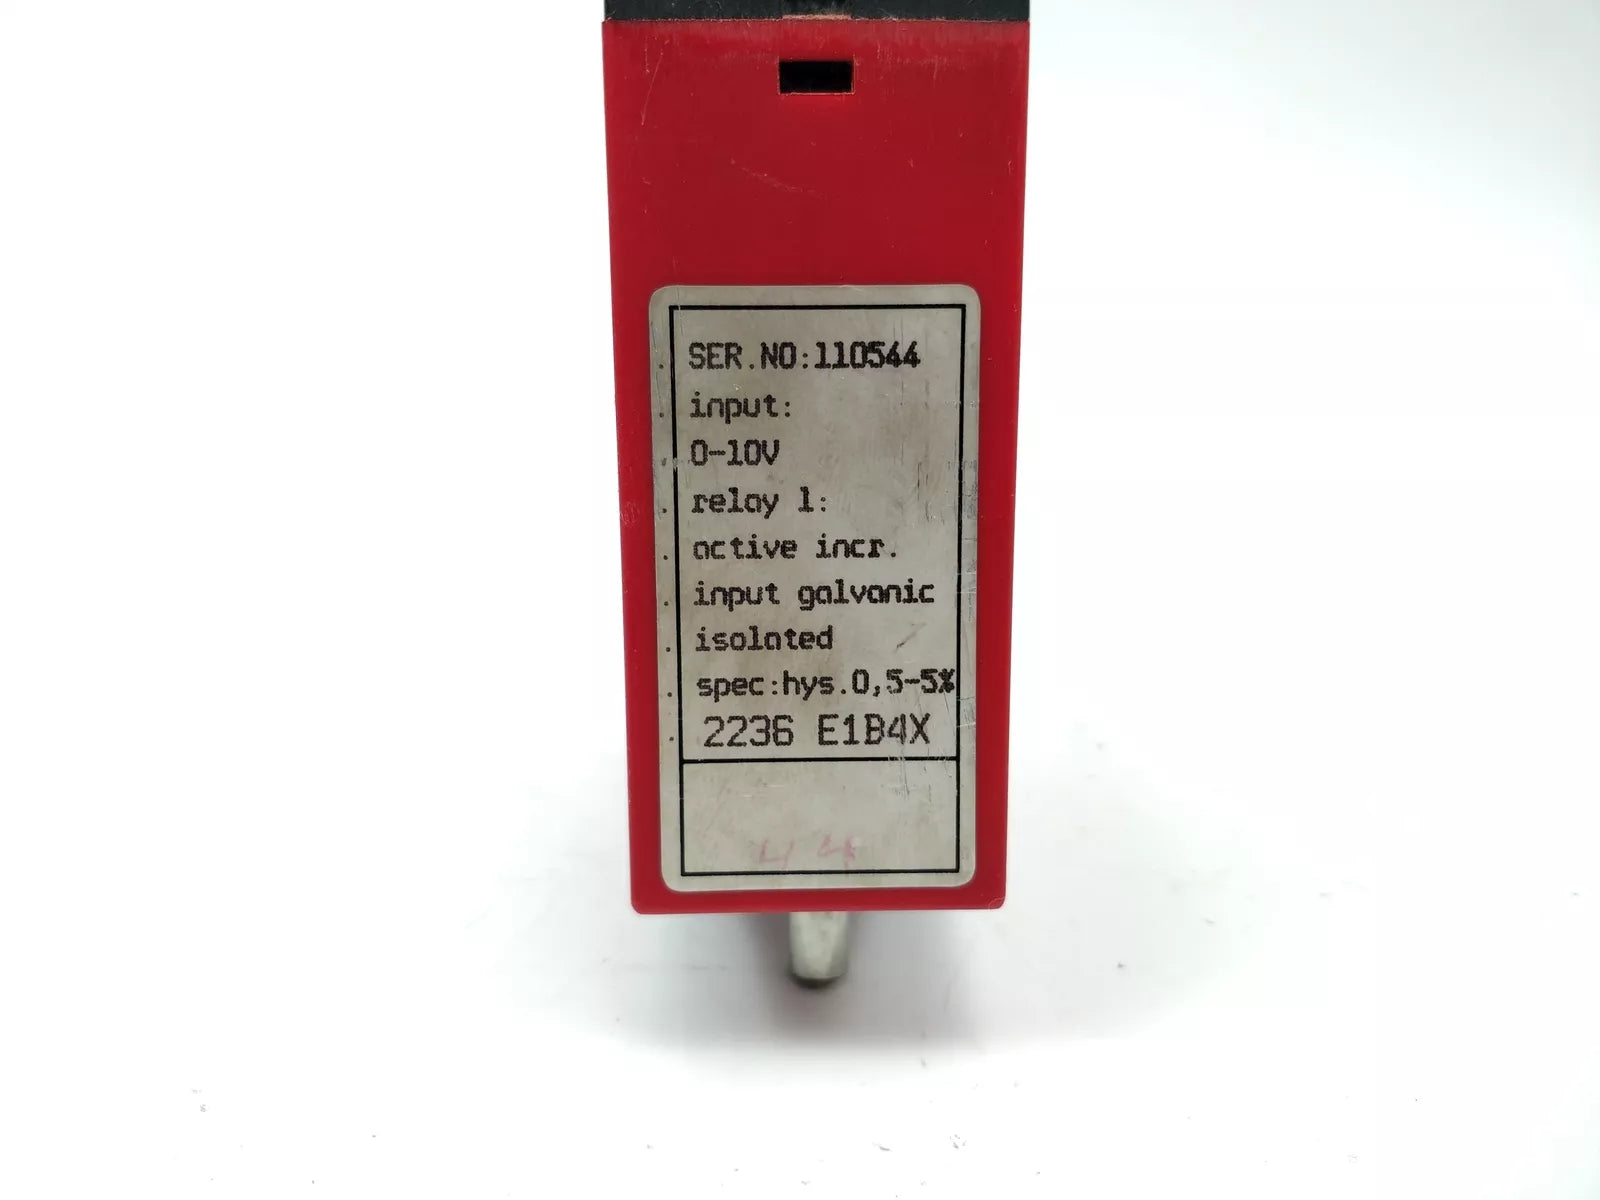 SER.NO:110544
input:
0-10V
relay 1:
active incr.
input galvanic
isolated
spec:hys.0,5-5%
2236 E1B4X
44